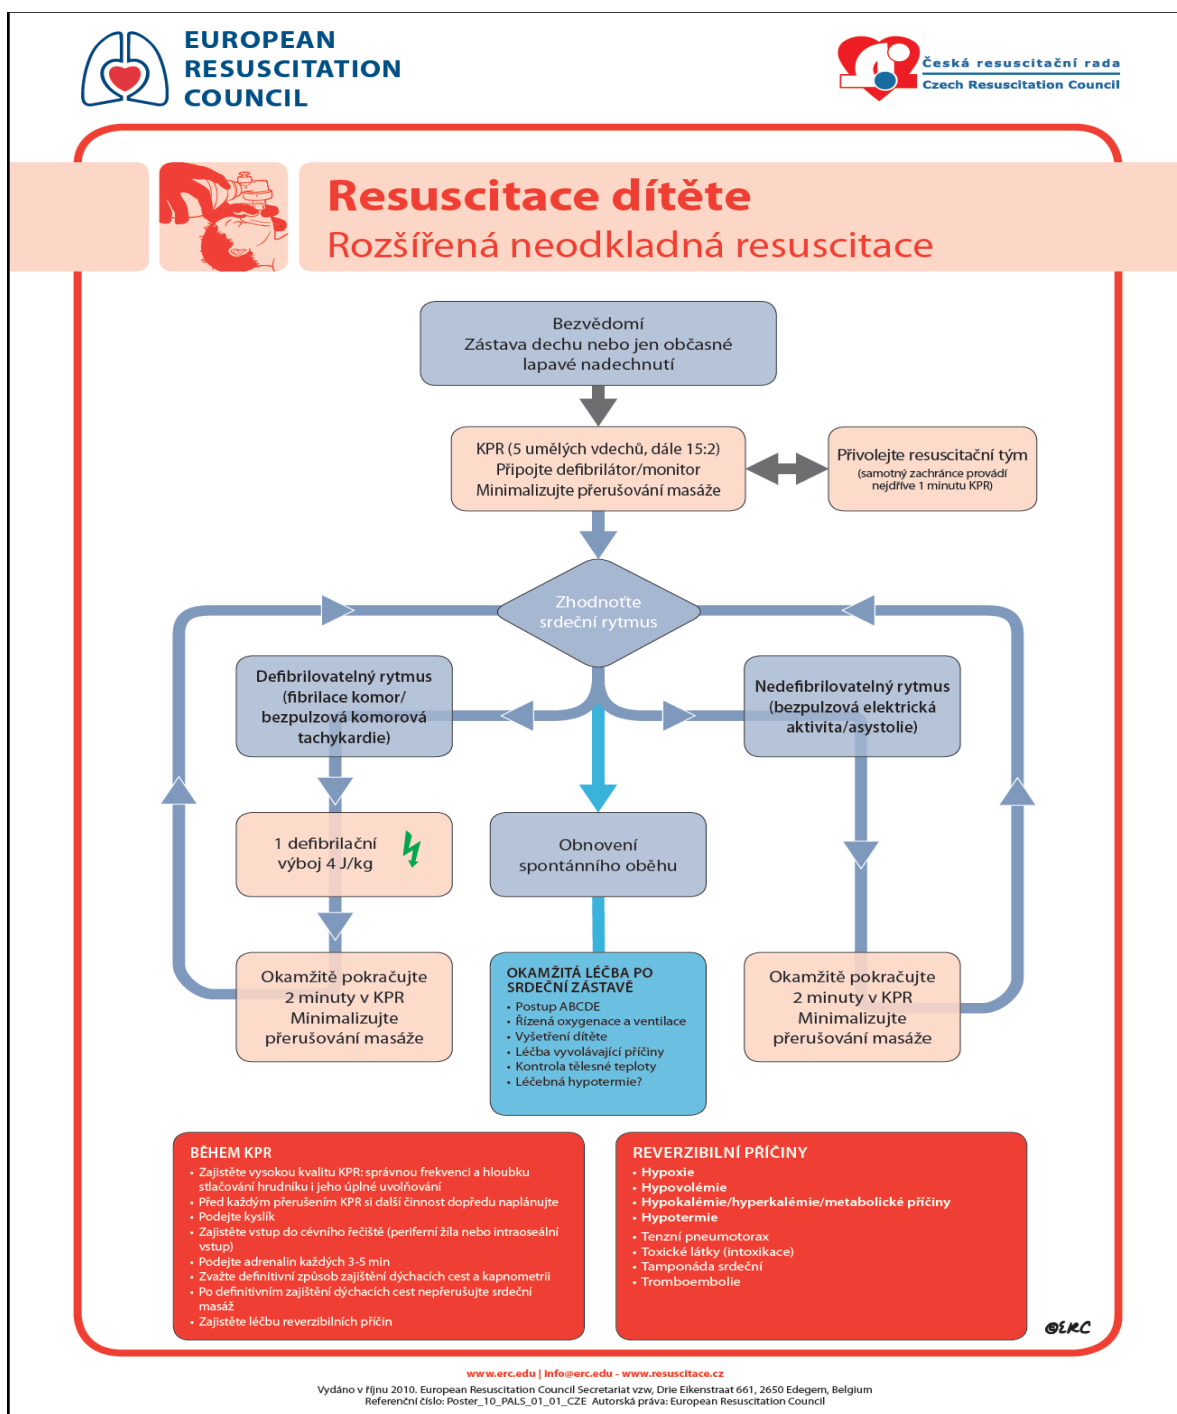 EUROPEAN
RESUSCITATION
COUNCIL
Česká resuscitační rada
Czech Resuscitation Council
Resuscitace dítěte
Rozšířená neodkladná resuscitace
Bezvědomí
Zástava dechu nebo jen občasné
lapavé nadechnutí
KPR (5 umělých vdechů, dále 15:2)
Připojte defibrilátor/monitor
Minimalizujte přerušování masáže
Přivolejte resuscitační tým
(samotný zachránce provádí
nejdříve 1 minutu KPR)
Zhodnoťte
srdeční rytmus
Defibrilovatelný rytmus
(fibrilace komor/
bezpulzová komorová
tachykardie)
Nedefibrilovatelný rytmus
(bezpulzová elektrická
aktivita/asystolie)
1 defibrilační
výboj 4 J/kg
Obnovení
spontánního oběhu
Okamžitě pokračujte
2 minuty v KPR
Minimalizujte
přerušování masáže
OKAMŽITÁ LÉČBA PO
SRDEČNÍ ZÁSTAVĚ
• Postup ABCDE
• Řízená oxygenace a ventilace
• Vyšetření dítěte
• Léčba vyvolávající příčiny
• Kontrola tělesné teploty
• Léčebná hypotermie?
Okamžitě pokračujte
2 minuty v KPR
Minimalizujte
přerušování masáže
BĚHEM KPR
• Zajistěte vysokou kvalitu KPR: správnou frekvenci a hloubku
stlačování hrudníku i jeho úplné uvolňování
• Před každým přerušením KPR si další činnost dopředu naplánujte
• Podejte kyslík
• Zajistěte vstup do cévního řečiště (periferní žíla nebo intraoseální
vstup)
• Podejte adrenalin každých 3-5 min
• Zvažte definitivní způsob zajištění dýchacích cest a kapnometrii
• Po definitivním zajištění dýchacích cest nepřerušujte srdeční
masáž
• Zajistěte léčbu reverzibilních příčin
REVERZIBILNÍ PŘÍČINY
• Hypoxie
• Hypovolémie
• Hypokalémie/hyperkalémie/metabolické příčiny
• Hypotermie
• Tenzní pneumotorax
• Toxické látky (intoxikace)
• Tamponáda srdeční
• Tromboembolie
©ERC
www.erc.edu | info@erc.edu - www.resuscitace.cz
Vydáno v říjnu 2010. European Resuscitation Council Secretariat vzw, Drie Eikenstraat 661, 2650 Edegem, Belgium
Referenční číslo: Poster_10_PALS_01_01_CZE Autorská práva: European Resuscitation Council